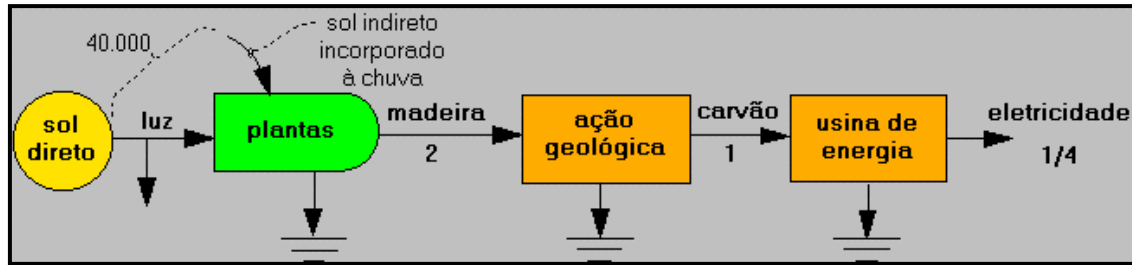 40.000
sol indireto
incorporado
à chuva
sol
direto
luz
plantas
madeira
2
ação
geológica
carvão
1
usina de
energia
eletricidade
1/4